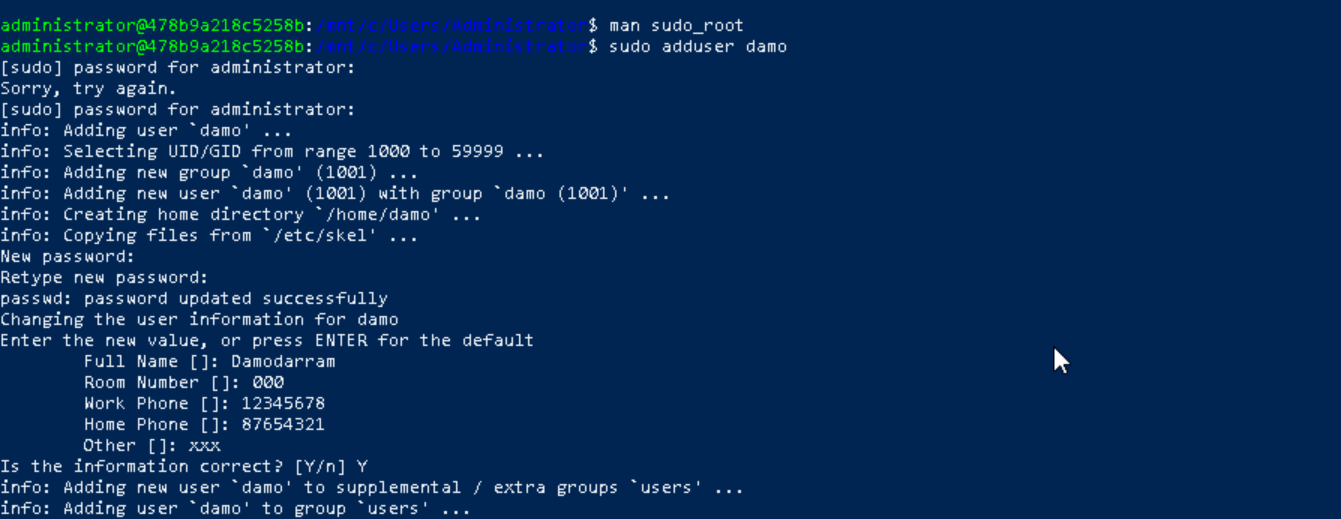 administrator@478b9a218c5258b:/mnt/c/Users/Administrator$ man sudo_root
administrator@478b9a218c5258b:/mnt/c/Users/Administrator$ sudo adduser damo
[sudo] password for administrator:
Sorry, try again.
[sudo] password for administrator:
info: Adding user `damo' ...
info: Selecting UID/GID from range 1000 to 59999 ...
info: Adding new group `damo' (1001) ...
info: Adding new user `damo' (1001) with group `damo (1001)' ...
info: Creating home directory `/home/damo' ...
info: Copying files from `/etc/skel' ...
New password:
Retype new password:
passwd: password updated successfully
Changing the user information for damo
Enter the new value, or press ENTER for the default
Full Name []: Damodarram
Room Number []: 000
Work Phone []: 12345678
Home Phone []: 87654321
Other []: xxx
Is the information correct? [Y/n] Y
info: Adding new user `damo' to supplemental / extra groups `users' ...
info: Adding user `damo' to group `users' ...